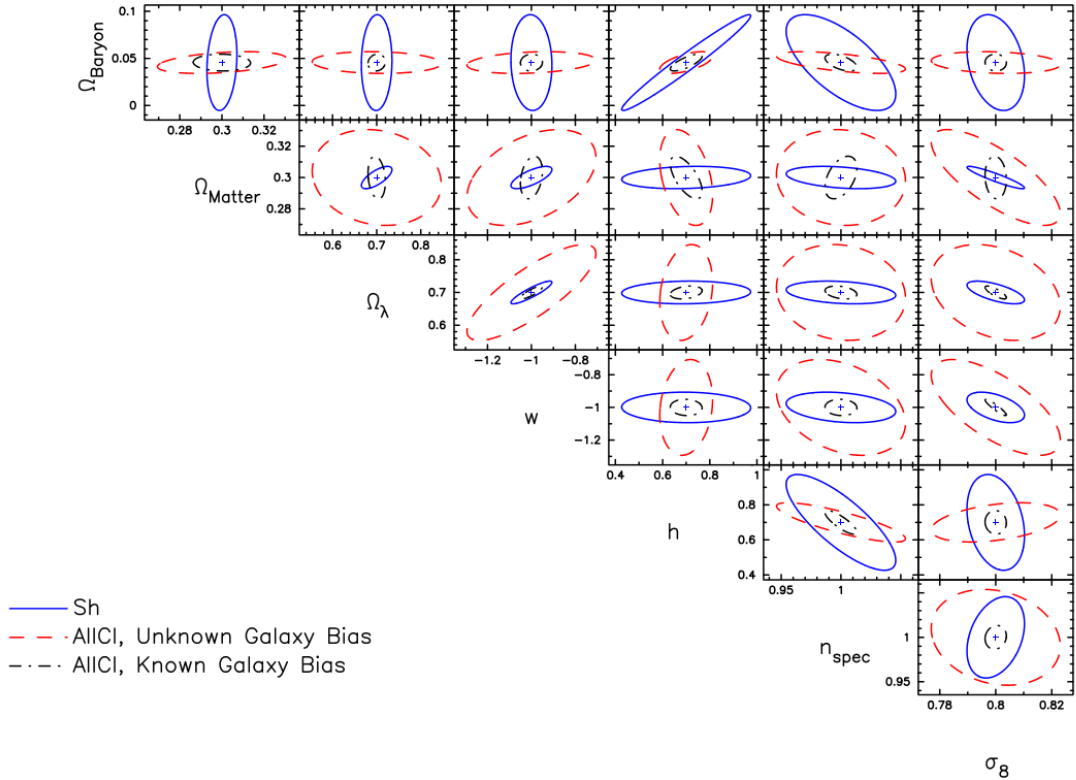 Ω_Baryon
0.1
0.05
0
0.28 0.3 0.32
Ω_Matter
0.32
0.3
0.28
0.6 0.7 0.8
Ω_λ
0.8
0.7
0.6
−1.2 −1 −0.8
w
−0.8
−1
−1.2
0.4 0.6 0.8 1
h
1
0.8
0.6
0.4
0.95 1
Sh
AllCl, Unknown Galaxy Bias
AllCl, Known Galaxy Bias
n_spec
1
0.95
0.78 0.8 0.82
σ_8